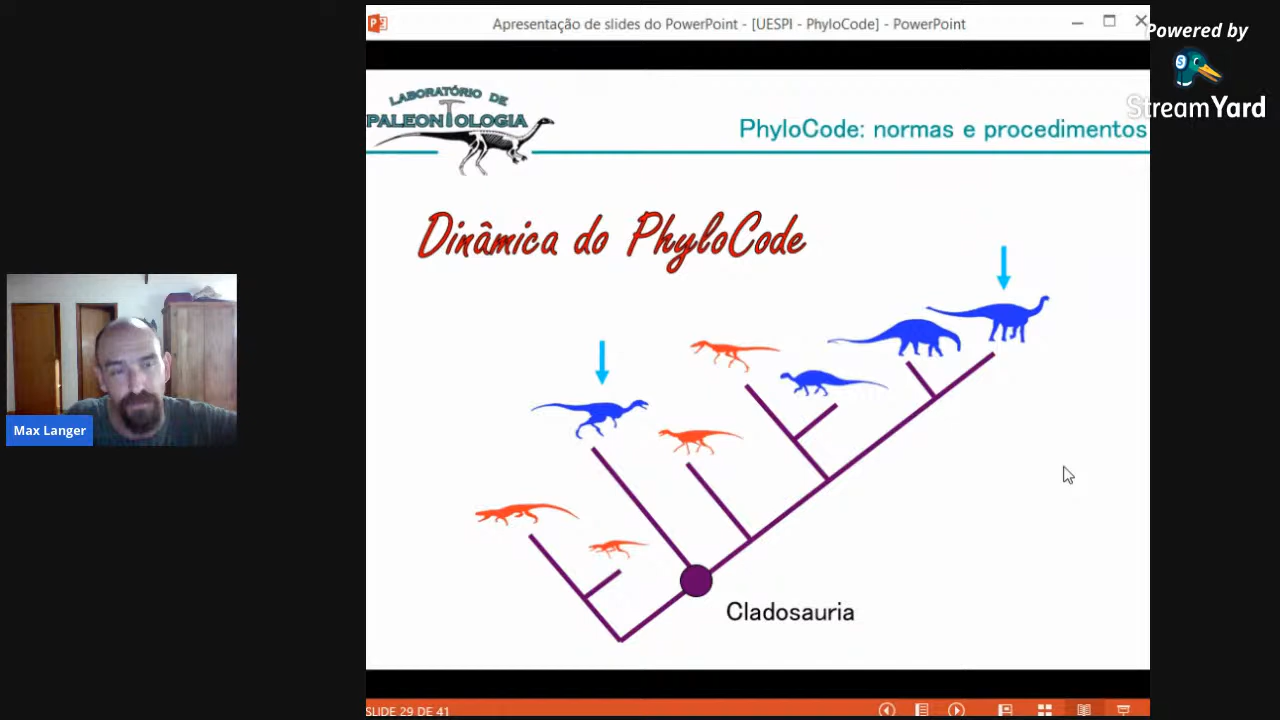 Apresentação de slides do PowerPoint - [UESPI - PhyloCode] - PowerPoint
Powered by
StreamYard
LABORATÓRIO DE
PALEONTOLOGIA
PhyloCode: normas e procedimentos
Dinâmica do PhyloCode
Max Langer
Cladosauria
SLIDE 29 DE 41